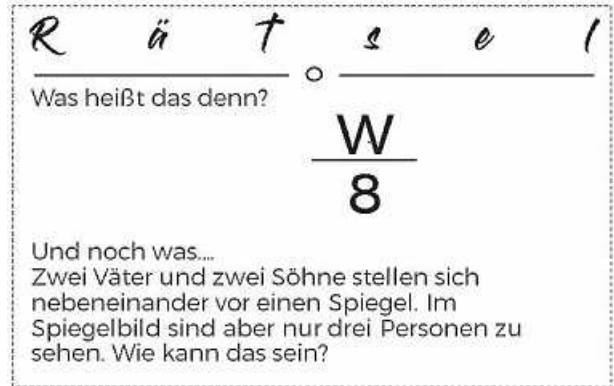 R ä t s e l
Was heißt das denn?
W
8
Und noch was....
Zwei Väter und zwei Söhne stellen sich
nebeneinander vor einen Spiegel. Im
Spiegelbild sind aber nur drei Personen zu
sehen. Wie kann das sein?